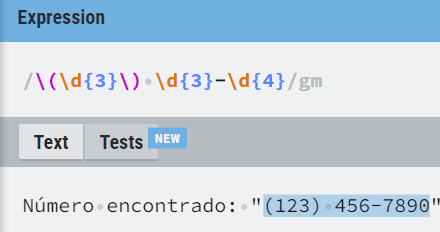 Expression
/\(\d{3}\) \d{3}-\d{4}/gm
Text Tests NEW
Número encontrado: "(123) 456-7890"